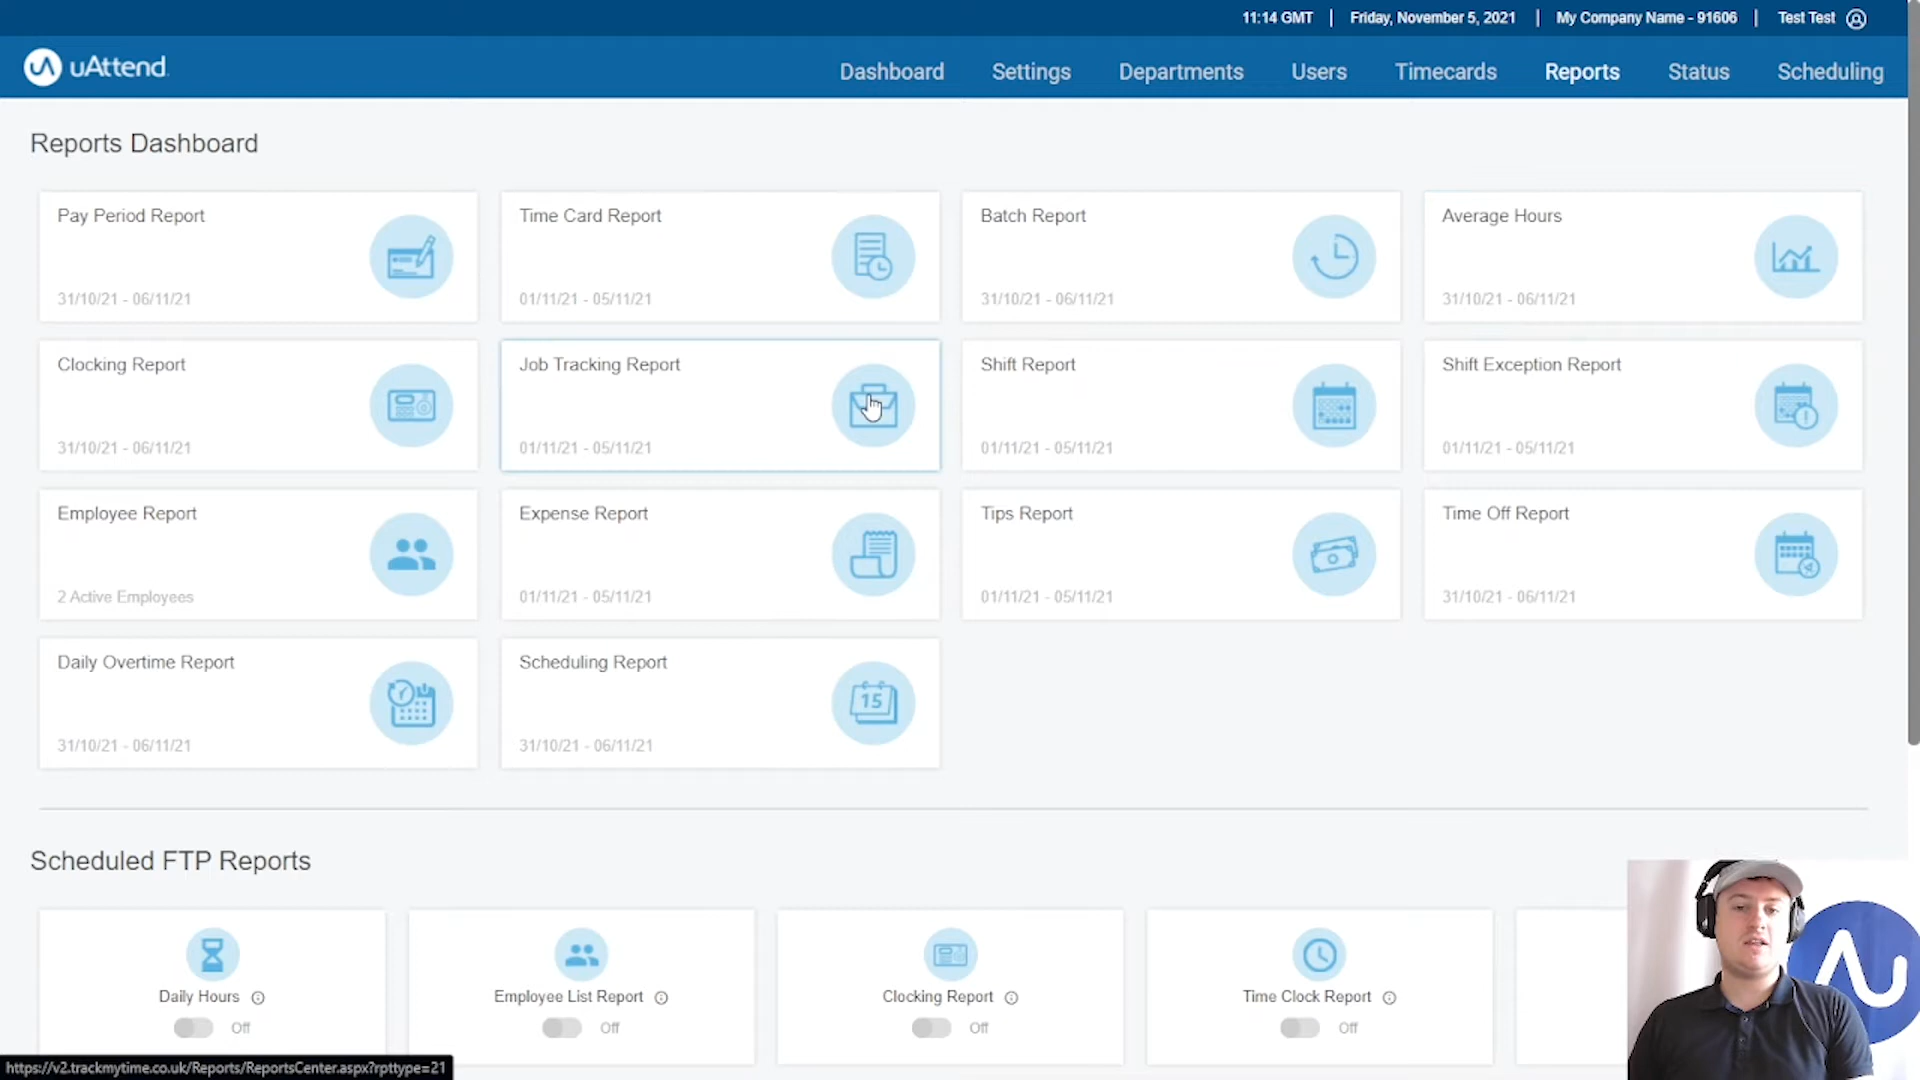 11:14 GMT | Friday, November 5, 2021 | My Company Name - 91606 | Test Test
uAttend
Dashboard Settings Departments Users Timecards Reports Status Scheduling
Reports Dashboard
Pay Period Report
31/10/21 - 06/11/21
Time Card Report
01/11/21 - 05/11/21
Batch Report
31/10/21 - 06/11/21
Average Hours
31/10/21 - 06/11/21
Clocking Report
31/10/21 - 06/11/21
Job Tracking Report
01/11/21 - 05/11/21
Shift Report
01/11/21 - 05/11/21
Shift Exception Report
01/11/21 - 05/11/21
Employee Report
2 Active Employees
Expense Report
01/11/21 - 05/11/21
Tips Report
01/11/21 - 05/11/21
Time Off Report
31/10/21 - 06/11/21
Daily Overtime Report
31/10/21 - 06/11/21
Scheduling Report
15
31/10/21 - 06/11/21
Scheduled FTP Reports
Daily Hours
Off
Employee List Report
Off
Clocking Report
Off
Time Clock Report
Off
https://v2.trackmytime.co.uk/Reports/ReportsCenter.aspx?rpttype=21